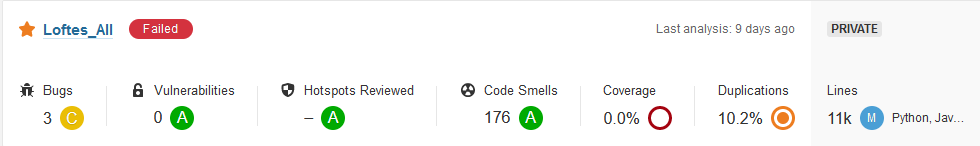 Loftes_All Failed Last analysis: 9 days ago PRIVATE
Bugs Vulnerabilities Hotspots Reviewed Code Smells Coverage Duplications Lines
3 C 0 A – A 176 A 0.0% 10.2% 11k M Python, Jav...